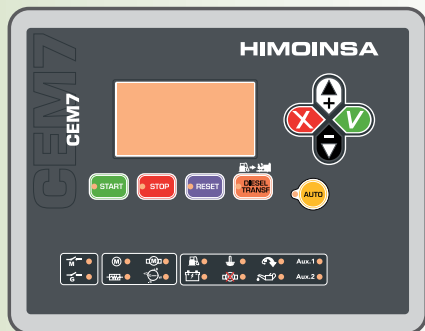 HIMOINSA
CEM7
CEM7
+
X
V
-
START
STOP
RESET
DIESEL
TRANSF
AUTO
M
M
M
Aux.1
G
Aux.2